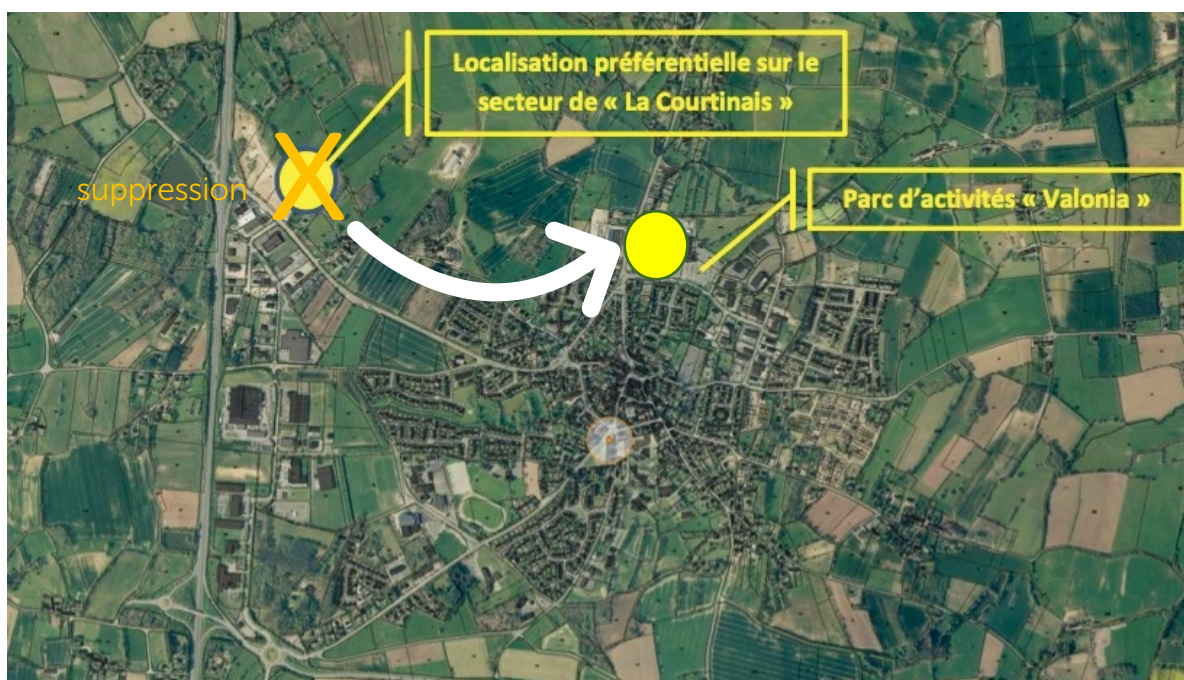 Localisation préférentielle sur le
secteur de « La Courtinais »
suppression
X
Parc d'activités « Valonia »